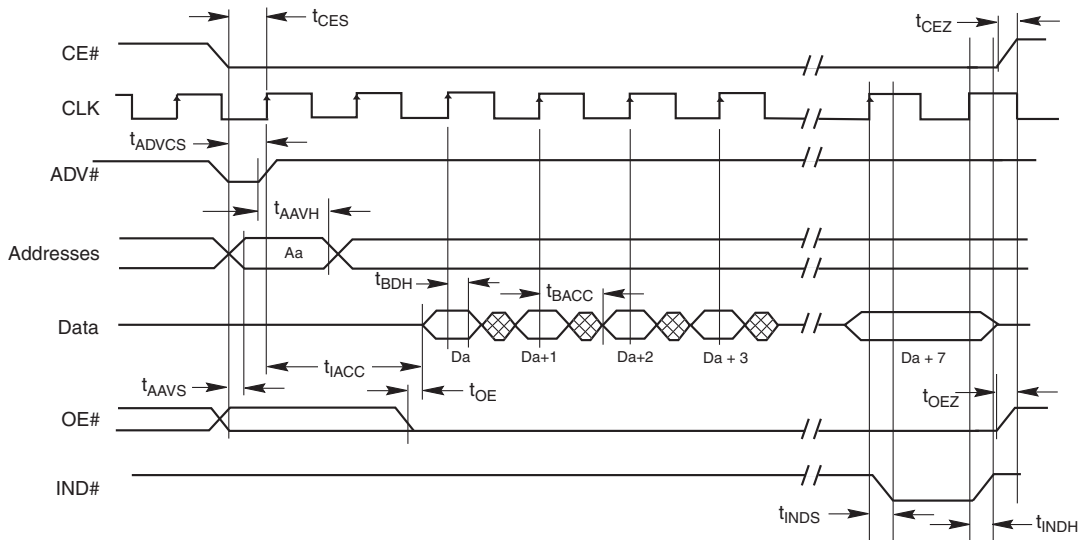 tCES
tCEZ
CE#
CLK
tADVCS
ADV#
tAAVH
Addresses
Aa
tBDH
tBACC
Data
Da
Da+1
Da+2
Da + 3
Da + 7
tIACC
tAAVS
tOE
tOEZ
OE#
IND#
tINDS
tINDH